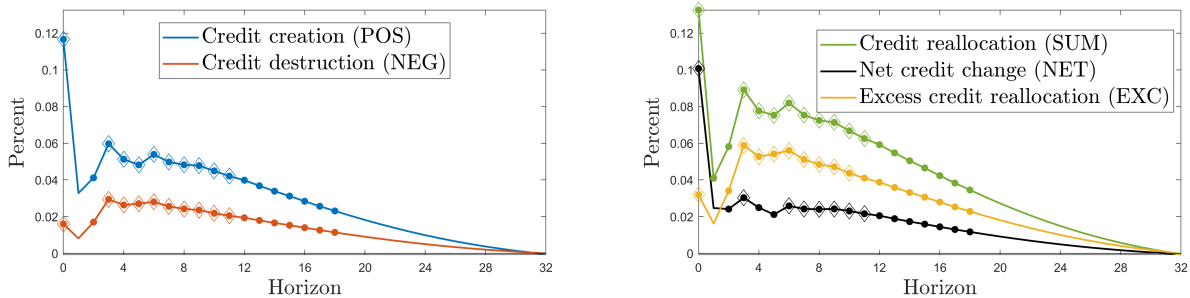 0.12
0.1
0.08
0.06
0.04
0.02
0
Percent
Credit creation (POS)
Credit destruction (NEG)
0 4 8 12 16 20 24 28 32
Horizon
0.12
0.1
0.08
0.06
0.04
0.02
0
Percent
Credit reallocation (SUM)
Net credit change (NET)
Excess credit reallocation (EXC)
0 4 8 12 16 20 24 28 32
Horizon